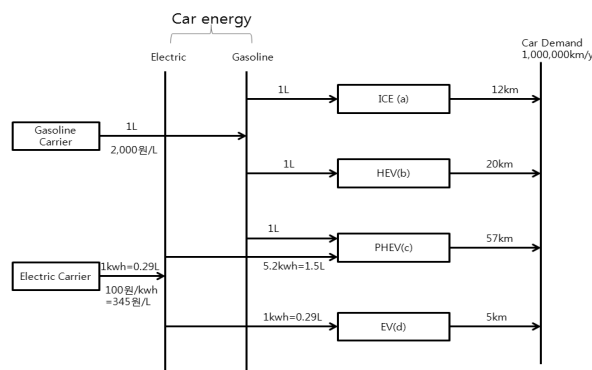 Car energy
Electric
Gasoline
Car Demand
1,000,000km/y
1L
ICE (a)
12km
Gasoline
Carrier
1L
2,000원/L
1L
HEV(b)
20km
1L
PHEV(c)
57km
5.2kwh=1.5L
Electric Carrier
1kwh=0.29L
100원/kwh
=345원/L
1kwh=0.29L
EV(d)
5km